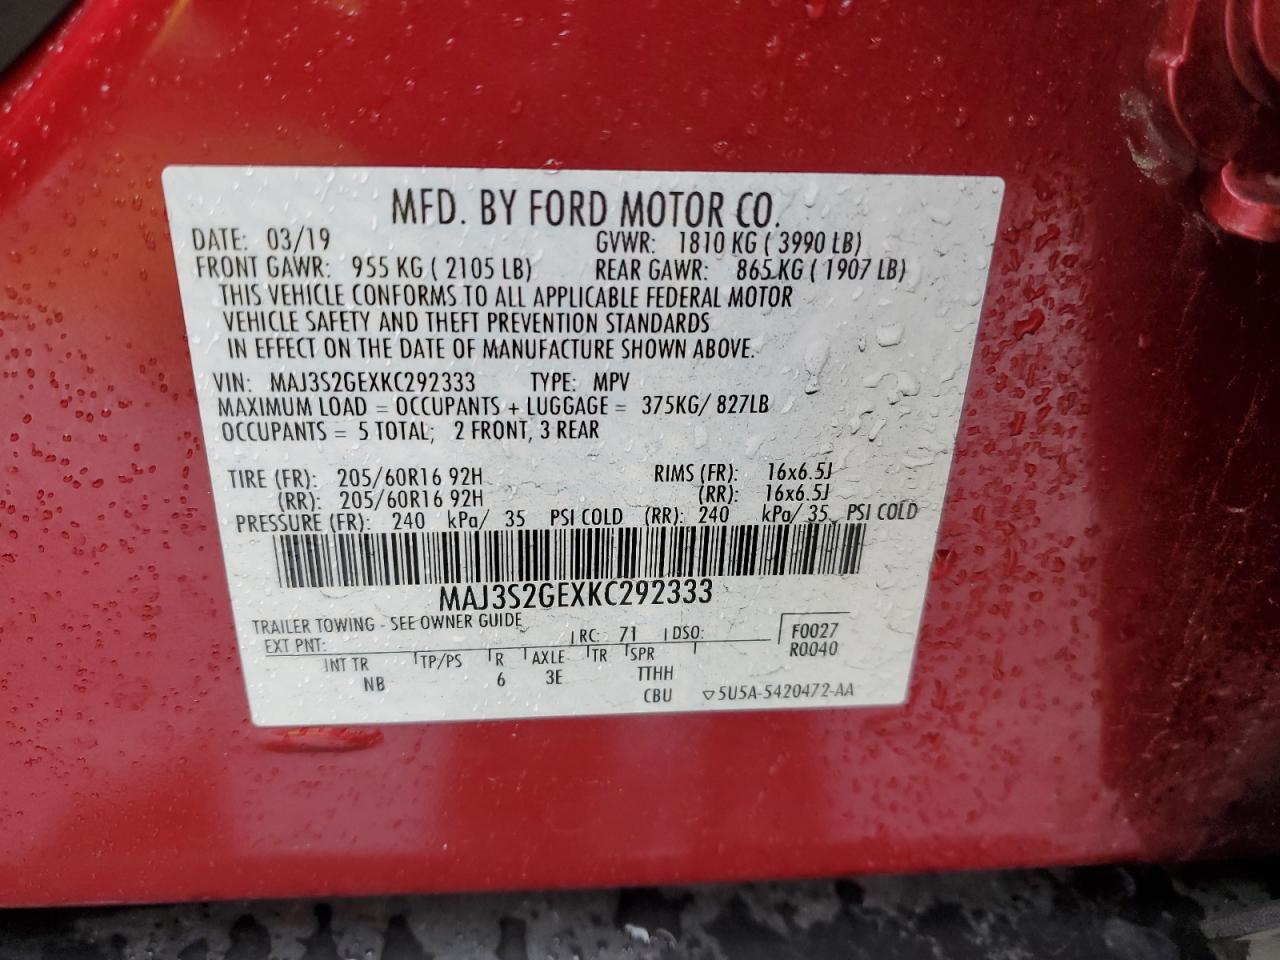 MFD. BY FORD MOTOR CO.
DATE: 03/19 GVWR: 1810 KG ( 3990 LB)
FRONT GAWR: 955 KG ( 2105 LB) REAR GAWR: 865 KG ( 1907 LB)
THIS VEHICLE CONFORMS TO ALL APPLICABLE FEDERAL MOTOR
VEHICLE SAFETY AND THEFT PREVENTION STANDARDS
IN EFFECT ON THE DATE OF MANUFACTURE SHOWN ABOVE.
VIN: MAJ3S2GEXKC292333 TYPE: MPV
MAXIMUM LOAD = OCCUPANTS + LUGGAGE = 375KG/ 827LB
OCCUPANTS = 5 TOTAL; 2 FRONT, 3 REAR
TIRE (FR): 205/60R16 92H RIMS (FR): 16x6.5J
(RR): 205/60R16 92H (RR): 16x6.5J
PRESSURE (FR): 240 kPa/ 35 PSI COLD (RR): 240 kPa/ 35 PSI COLD
MAJ3S2GEXKC292333
TRAILER TOWING - SEE OWNER GUIDE
EXT PNT: RC: 71 DSO: F0027
R0040
INT TR TP/PS R AXLE TR SPR
NB 6 3E TTHH
CBU 5U5A-5420472-AA